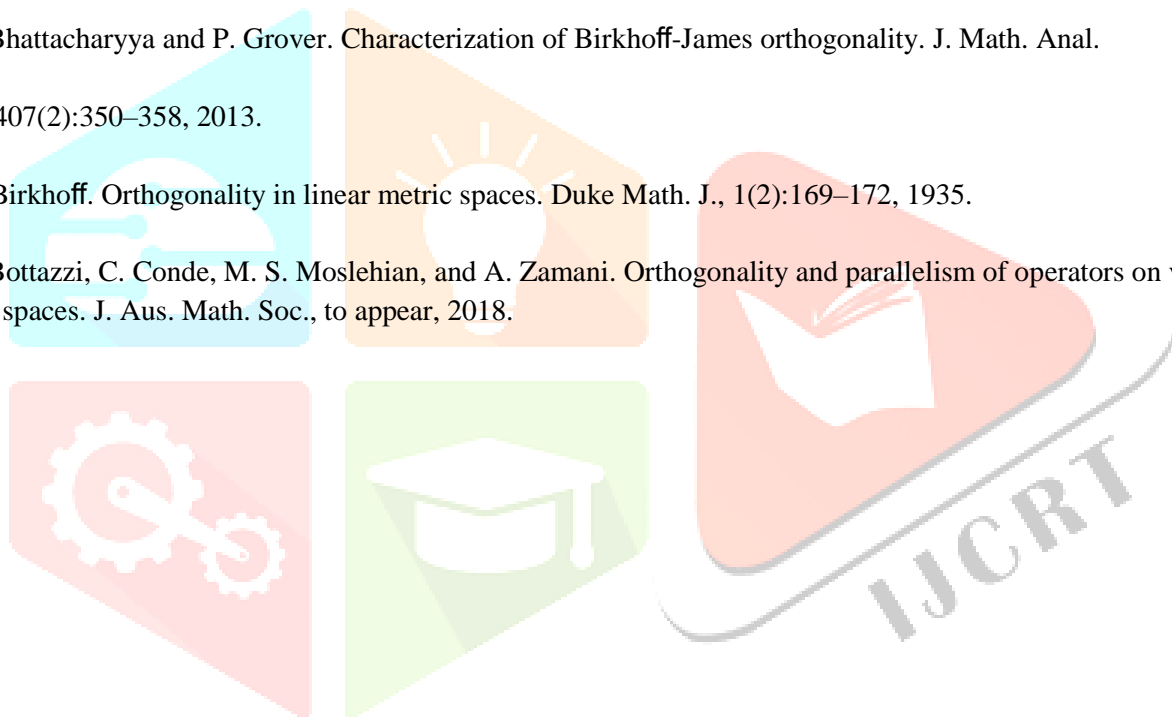 Bhattacharyya and P. Grover. Characterization of Birkhoff-James orthogonality. J. Math. Anal.
407(2):350–358, 2013.
Birkhoff. Orthogonality in linear metric spaces. Duke Math. J., 1(2):169–172, 1935.
Bottazzi, C. Conde, M. S. Moslehian, and A. Zamani. Orthogonality and parallelism of operators on
spaces. J. Aus. Math. Soc., to appear, 2018.
IJCRT